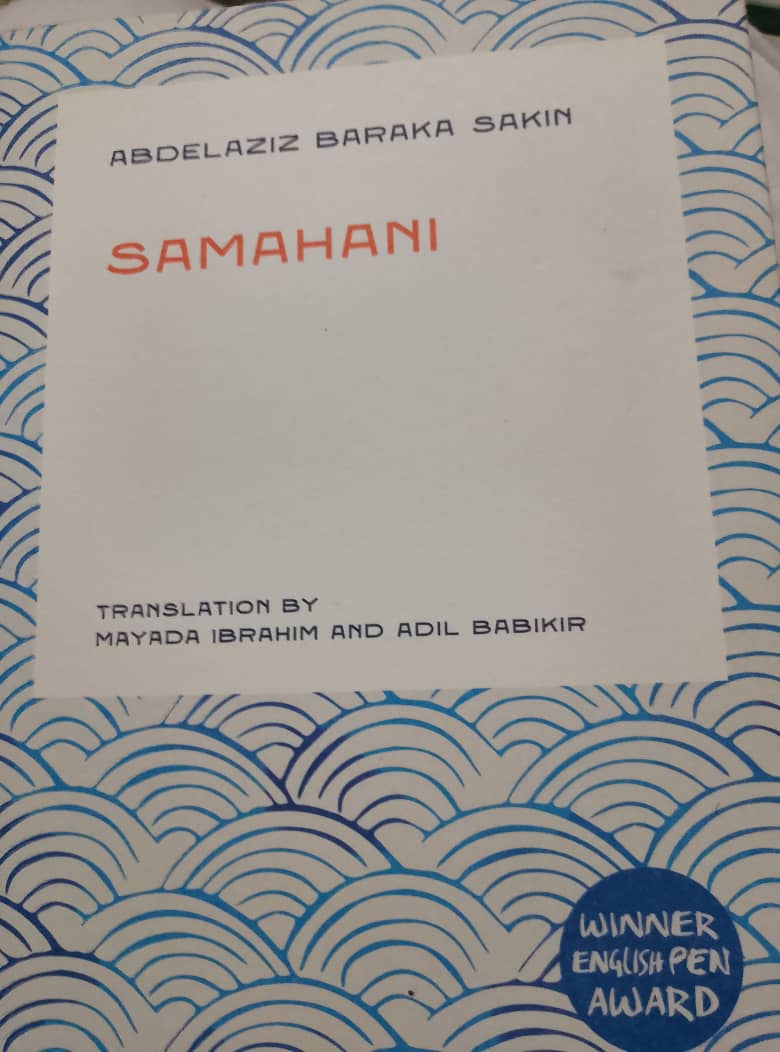 ABDELAZIZ BARAKA SAKIN
SAMAHANI
TRANSLATION BY
MAYADA IBRAHIM AND ADIL BABIKIR
WINNER
ENGLISH PEN
AWARD